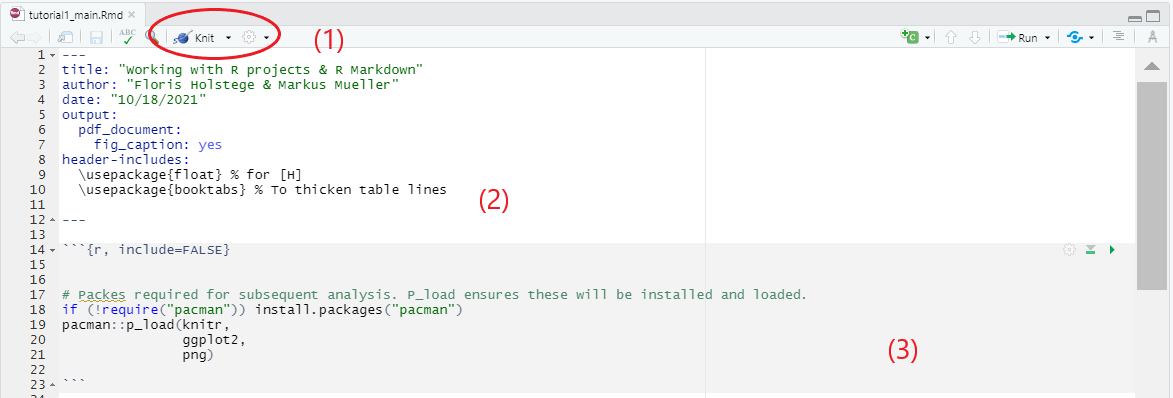 tutorial1_main.Rmd
ABC Knit (1) Run
1 ---
2 title: "Working with R projects & R Markdown"
3 author: "Floris Holstege & Markus Mueller"
4 date: "10/18/2021"
5 output:
6   pdf_document:
7     fig_caption: yes
8 header-includes:
9   \usepackage{float} % for [H]
10   \usepackage{booktabs} % To thicken table lines
(2)
11
12 ---
13
14 ```{r, include=FALSE}
15
16
17 # Packes required for subsequent analysis. P_load ensures these will be installed and loaded.
18 if (!require("pacman")) install.packages("pacman")
19 pacman::p_load(knitr,
20                ggplot2,
21                png)
(3)
22
23 ```